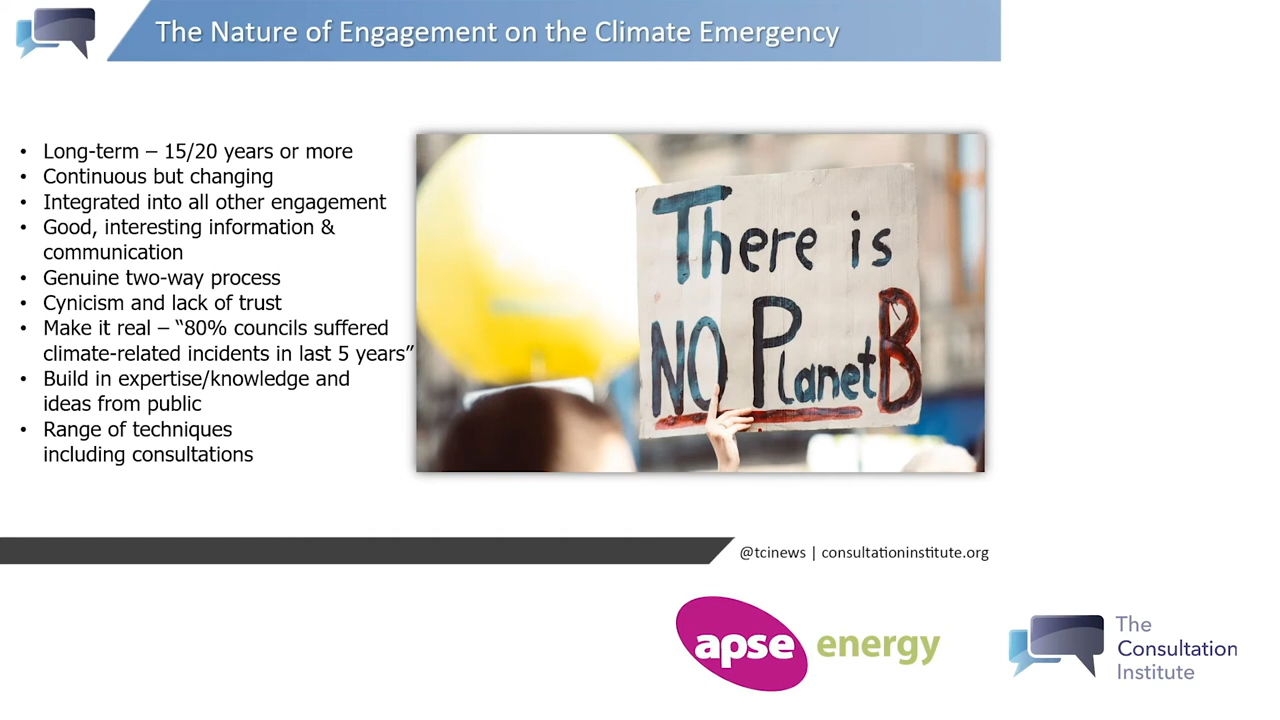 The Nature of Engagement on the Climate Emergency
• Long-term – 15/20 years or more
• Continuous but changing
• Integrated into all other engagement
• Good, interesting information &
communication
• Genuine two-way process
• Cynicism and lack of trust
• Make it real – “80% councils suffered
climate-related incidents in last 5 years”
• Build in expertise/knowledge and
ideas from public
• Range of techniques
including consultations
There is
NO Planet B
@tcinews | consultationinstitute.org
apse energy
The
Consultation
Institute